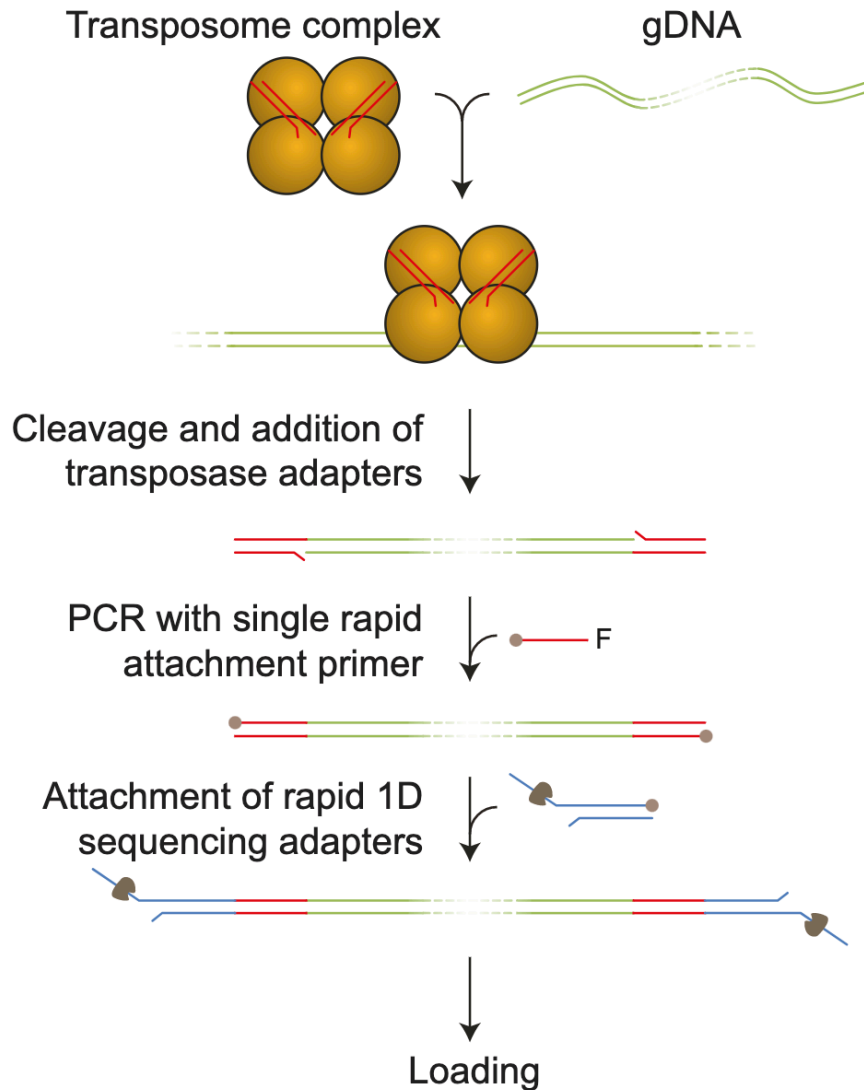 Transposome complex
gDNA
Cleavage and addition of
transposase adapters
PCR with single rapid
attachment primer
F
Attachment of rapid 1D
sequencing adapters
Loading